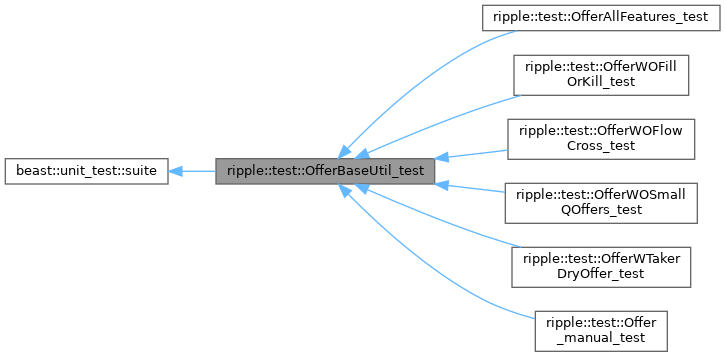 ripple::test::OfferAllFeatures_test
ripple::test::OfferWOFill
OrKill_test
ripple::test::OfferWOFlow
Cross_test
beast::unit_test::suite
ripple::test::OfferBaseUtil_test
ripple::test::OfferWOSmall
QOffers_test
ripple::test::OfferWTaker
DryOffer_test
ripple::test::Offer
_manual_test